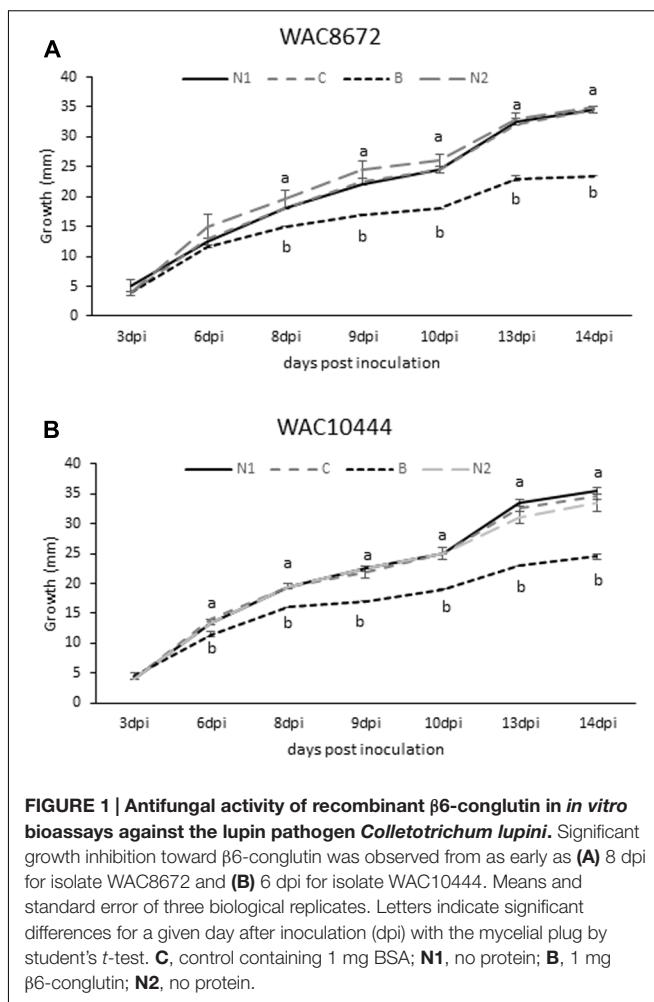 A
WAC8672
N1 C B N2
40
35
30
25
20
15
10
5
0
Growth (mm)
a a a a a
b b b b b
3dpi 6dpi 8dpi 9dpi 10dpi 13dpi 14dpi
days post inoculation
B
WAC10444
N1 C B N2
40
35
30
25
20
15
10
5
0
Growth (mm)
a a a a a a
b b b b b b
3dpi 6dpi 8dpi 9dpi 10dpi 13dpi 14dpi
days post inoculation
FIGURE 1 | Antifungal activity of recombinant β6-conglutin in in vitro
bioassays against the lupin pathogen Colletotrichum lupini. Significant
growth inhibition toward β6-conglutin was observed from as early as (A) 8 dpi
for isolate WAC8672 and (B) 6 dpi for isolate WAC10444. Means and
standard error of three biological replicates. Letters indicate significant
differences for a given day after inoculation (dpi) with the mycelial plug by
student's t-test. C, control containing 1 mg BSA; N1, no protein; B, 1 mg
β6-conglutin; N2, no protein.